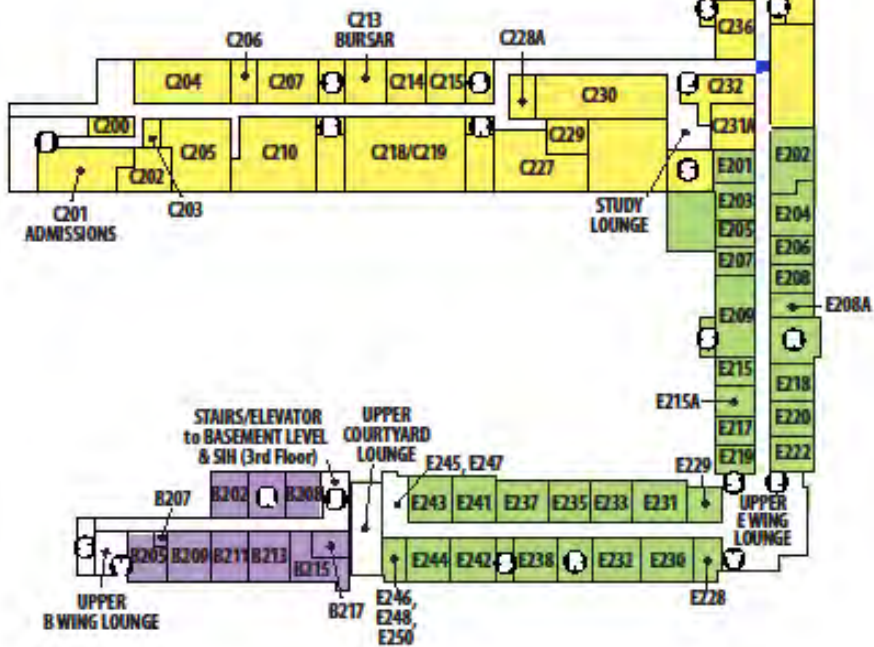 C213
BURSAR
C206
C228A
C236
C204
C207
C214
C215
C230
C232
C200
C205
C210
C218/C219
C229
C231A
C227
C202
C203
C201
ADMISSIONS
STUDY
LOUNGE
E201
E202
E203
E204
E205
E206
E207
E208
E208A
E209
E215
E218
E215A
E220
E217
E219
E222
STAIRS/ELEVATOR
to BASEMENT LEVEL
& SIH (3rd Floor)
UPPER
COURTYARD
LOUNGE
E245, E247
E229
B207
B202
B208
E243
E241
E237
E235
E233
E231
UPPER
E WING
LOUNGE
B205
B209
B211
B213
B215
E244
E242
E238
E232
E230
UPPER
B WING LOUNGE
B217
E246,
E248,
E250
E228